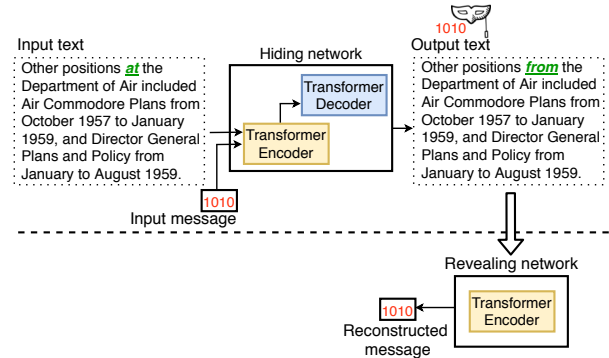 1010
Input text
Hiding network
Output text
Other positions at the
Department of Air included
Air Commodore Plans from
October 1957 to January
1959, and Director General
Plans and Policy from
January to August 1959.
Transformer
Decoder
Transformer
Encoder
Other positions from the
Department of Air included
Air Commodore Plans from
October 1957 to January
1959, and Director General
Plans and Policy from
January to August 1959.
1010
Input message
Revealing network
1010
Transformer
Encoder
Reconstructed
message